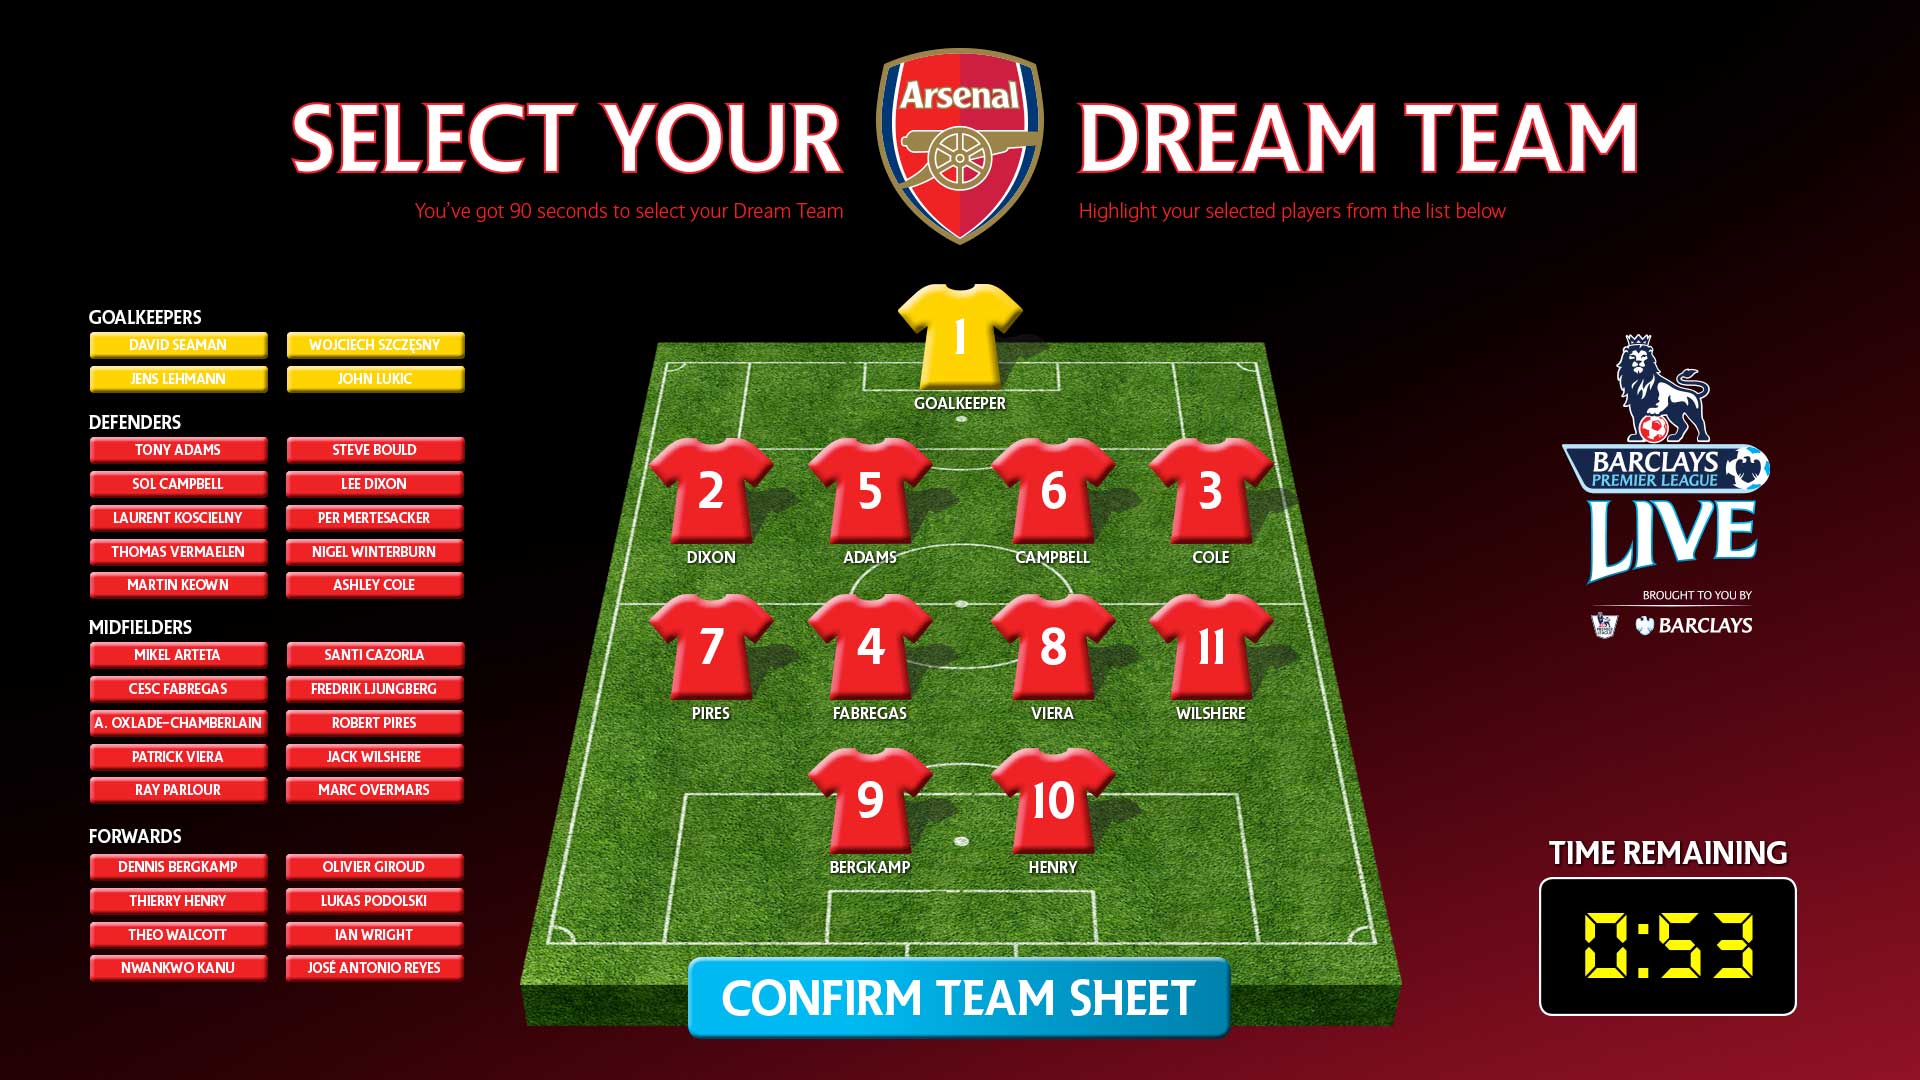 SELECT YOUR
Arsenal
DREAM TEAM
You've got 90 seconds to select your Dream Team
Highlight your selected players from the list below
GOALKEEPERS
DAVID SEAMAN
WOJCIECH SZCZĘSNY
JENS LEHMANN
JOHN LUKIC
DEFENDERS
TONY ADAMS
STEVE BOULD
SOL CAMPBELL
LEE DIXON
LAURENT KOSCIELNY
PER MERTESACKER
THOMAS VERMAELEN
NIGEL WINTERBURN
MARTIN KEOWN
ASHLEY COLE
MIDFIELDERS
MIKEL ARTETA
SANTI CAZORLA
CESC FABREGAS
FREDRIK LJUNGBERG
A. OXLADE-CHAMBERLAIN
ROBERT PIRES
PATRICK VIERA
JACK WILSHERE
RAY PARLOUR
MARC OVERMARS
FORWARDS
DENNIS BERGKAMP
OLIVIER GIROUD
THIERRY HENRY
LUKAS PODOLSKI
THEO WALCOTT
IAN WRIGHT
NWANKWO KANU
JOSÉ ANTONIO REYES
1
GOALKEEPER
2
5
6
3
DIXON
ADAMS
CAMPBELL
COLE
7
4
8
11
PIRES
FABREGAS
VIERA
WILSHERE
9
10
BERGKAMP
HENRY
CONFIRM TEAM SHEET
BARCLAYS
PREMIER LEAGUE
LIVE
BROUGHT TO YOU BY
BARCLAYS
TIME REMAINING
0:53